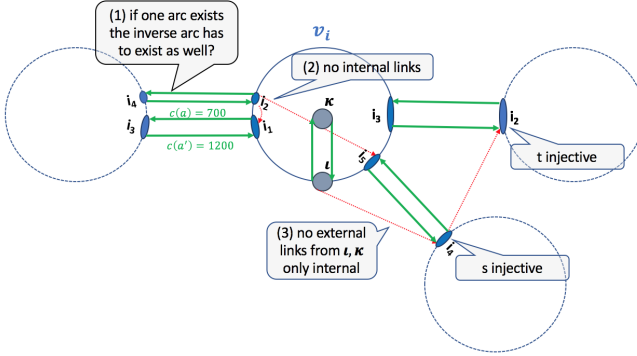 (1) if one arc exists
the inverse arc has
to exist as well?
v_i
(2) no internal links
i_4
i_2
κ
i_3
i_2
c(a) = 700
i_3
i_1
c(a') = 1200
i_5
t injective
ι
(3) no external
links from ι, κ
only internal
i_4
s injective